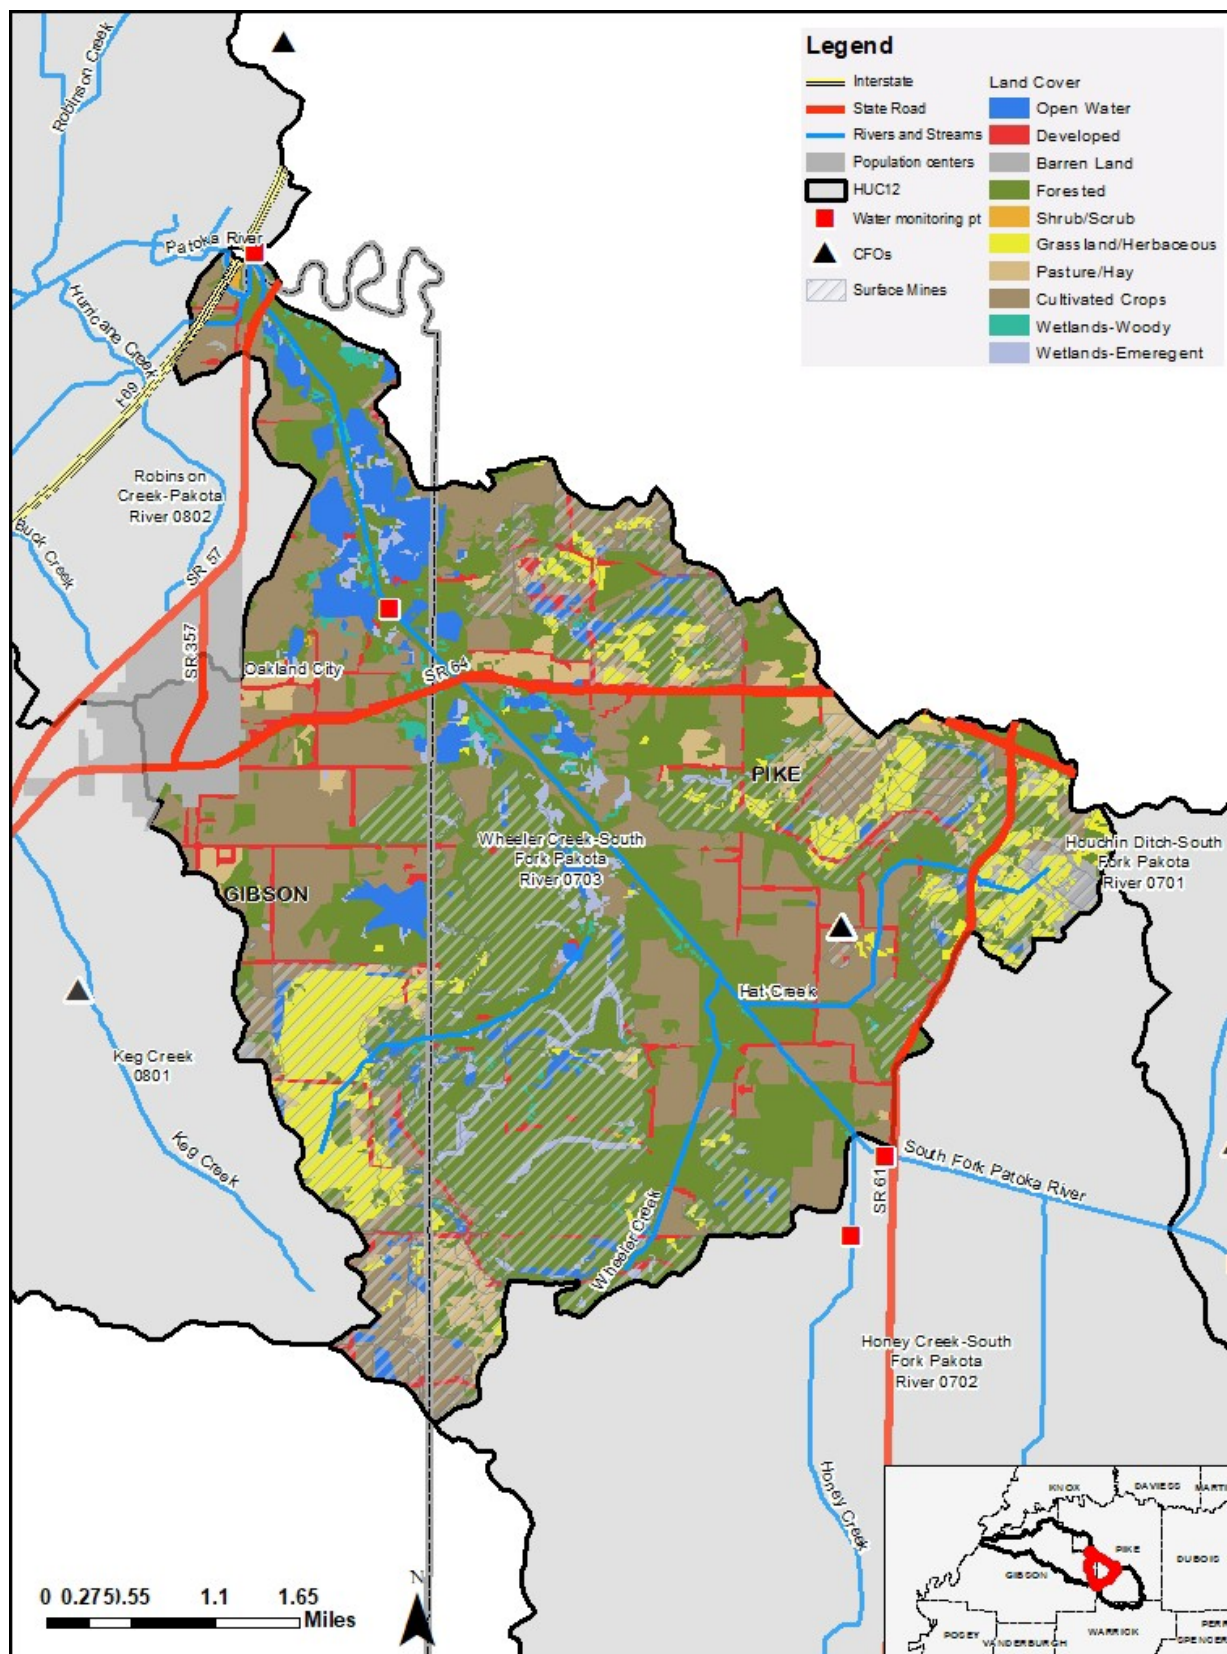 Legend
Interstate
State Road
Rivers and Streams
Population centers
HUC12
Water monitoring pt
CFOs
Surface Mines
Land Cover
Open Water
Developed
Barren Land
Forested
Shrub/Scrub
Grassland/Herbaceous
Pasture/Hay
Cultivated Crops
Wetlands-Woody
Wetlands-Emeregent
Robinson Creek
Patoka River
Hurricane Creek
I-69
Robinson
Creek-Pakota
River 0802
Buck Creek
SR 57
SR 357
Oakland City
SR 64
PIKE
Wheeler Creek-South
Fork Pakota
River 0703
Houchin Ditch-South
Fork Pakota
River 0701
GIBSON
Hat Creek
Keg Creek
0801
Keg Creek
South Fork Patoka River
SR 61
Wheeler Creek
Honey Creek-South
Fork Pakota
River 0702
Honey Creek
0 0.275).55 1.1 1.65
Miles
N
KNOX
DAVIESS
MARTI
PIKE
DUBOIS
GIBSON
POSEY
VANDERBURGH
WARRICK
PERR
SPENCER